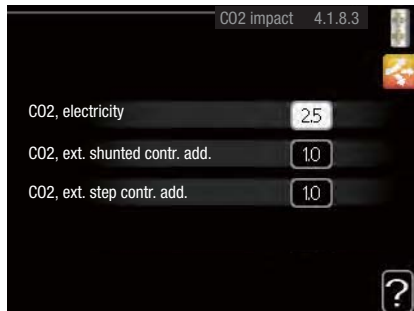 CO2 impact 4.1.8.3
CO2, electricity 2.5
CO2, ext. shunted contr. add. 1.0
CO2, ext. step contr. add. 1.0
?